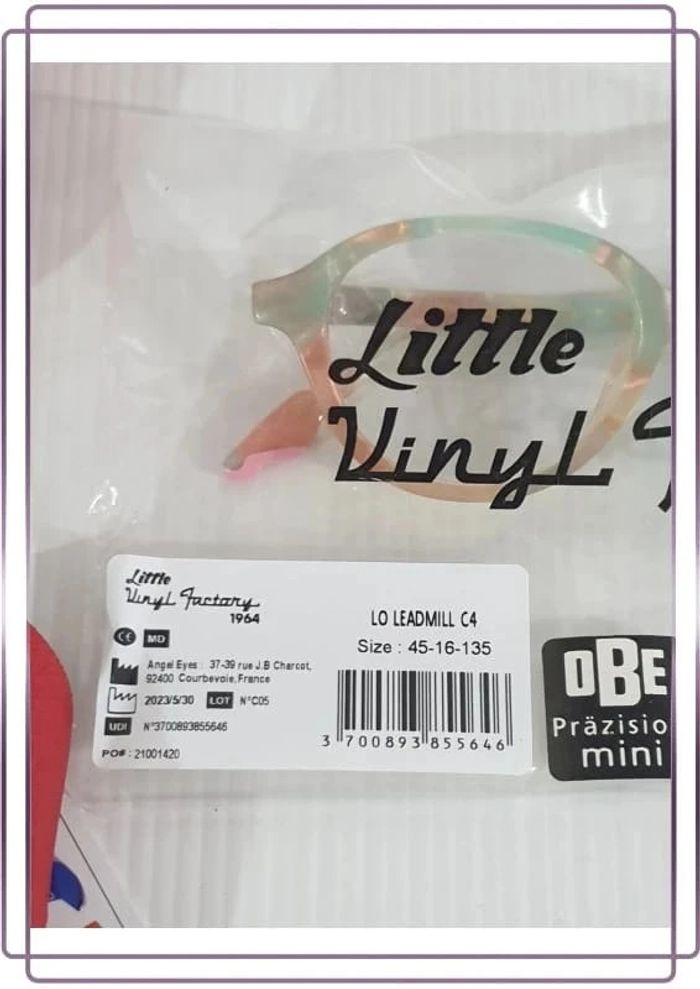 Little
Vinyl
Little
Vinyl Factory
1964
CE MD
Angel Eyes : 37-39 rue J.B Charcot,
92400 Courbevoie, France
2023/5/30 LOT N°C05
UDI N°3700893855646
PO# : 21001420
LO LEADMILL C4
Size : 45-16-135
3 700893 855646
OBE
Präzisio
mini